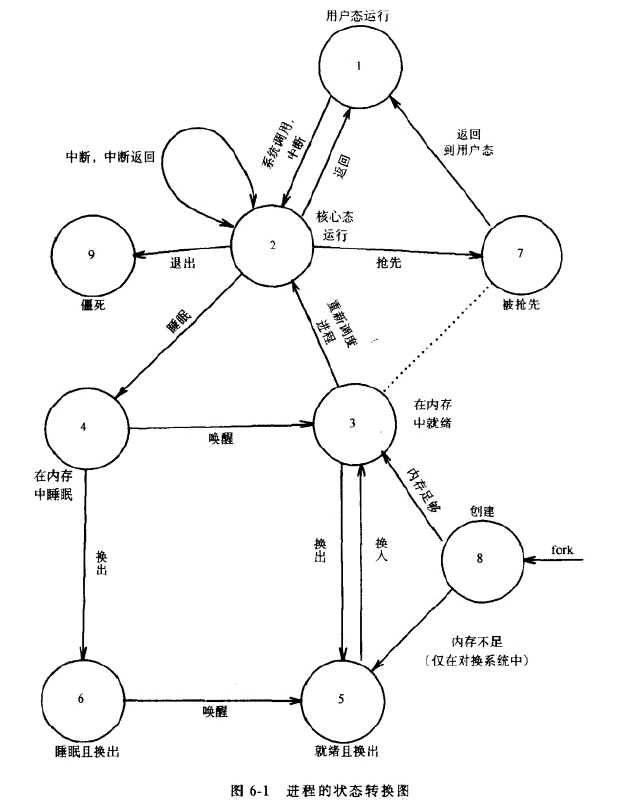 用户态运行
1
系统调用,
中断
返回
返回
到用户态
中断, 中断返回
2
核心态
运行
9
退出
僵死
抢先
7
被抢先
睡眠
重新调度
进程
4
唤醒
3
在内存
中就绪
在内存
中睡眠
内存足够
创建
换出
换出
换入
8
fork
内存不足
(仅在对换系统中)
6
唤醒
5
睡眠且换出
就绪且换出
图 6-1 进程的状态转换图